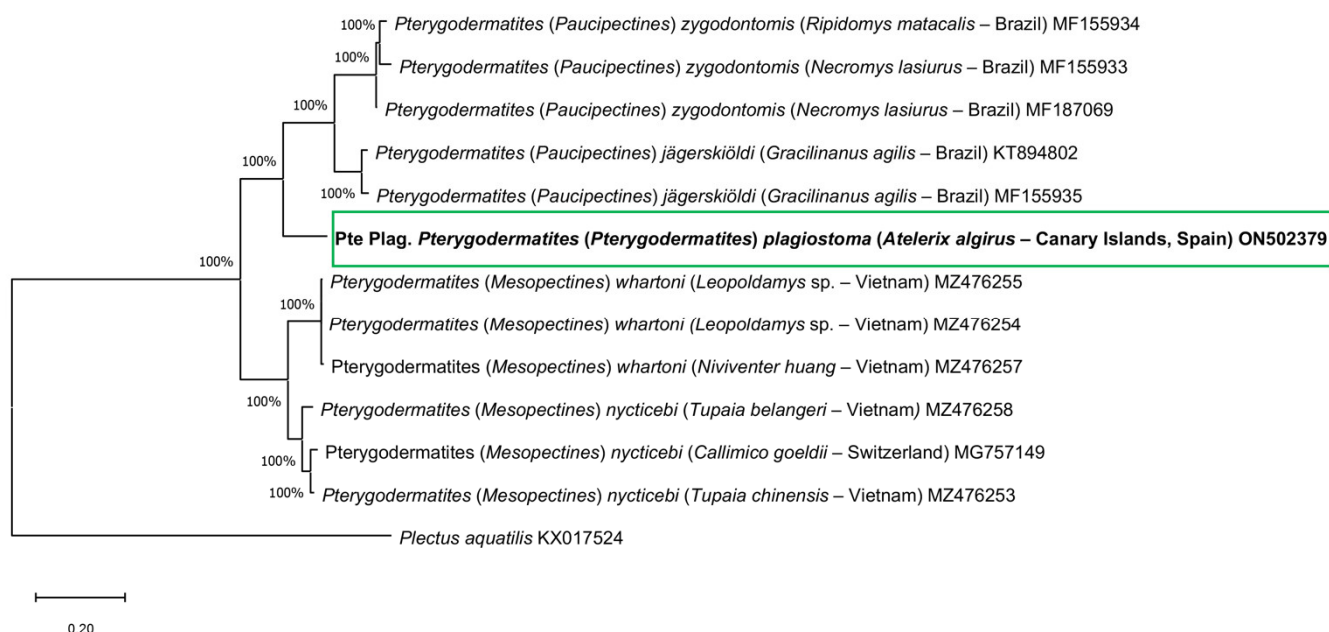 100% Pterygodermatites (Paucipectines) zygodontomis (Ripidomys matacalis – Brazil) MF155934
100% Pterygodermatites (Paucipectines) zygodontomis (Necromys lasiurus – Brazil) MF155933
100% Pterygodermatites (Paucipectines) zygodontomis (Necromys lasiurus – Brazil) MF187069
Pterygodermatites (Paucipectines) jägerskiöldi (Gracilinanus agilis – Brazil) KT894802
100%
100% Pterygodermatites (Paucipectines) jägerskiöldi (Gracilinanus agilis – Brazil) MF155935
Pte Plag. Pterygodermatites (Pterygodermatites) plagiostoma (Atelerix algirus – Canary Islands, Spain) ON502379
100%
Pterygodermatites (Mesopectines) whartoni (Leopoldamys sp. – Vietnam) MZ476255
100%
Pterygodermatites (Mesopectines) whartoni (Leopoldamys sp. – Vietnam) MZ476254
Pterygodermatites (Mesopectines) whartoni (Niviventer huang – Vietnam) MZ476257
100%
Pterygodermatites (Mesopectines) nycticebi (Tupaia belangeri – Vietnam) MZ476258
100% Pterygodermatites (Mesopectines) nycticebi (Callimico goeldii – Switzerland) MG757149
100% Pterygodermatites (Mesopectines) nycticebi (Tupaia chinensis – Vietnam) MZ476253
Plectus aquatilis KX017524
0.20